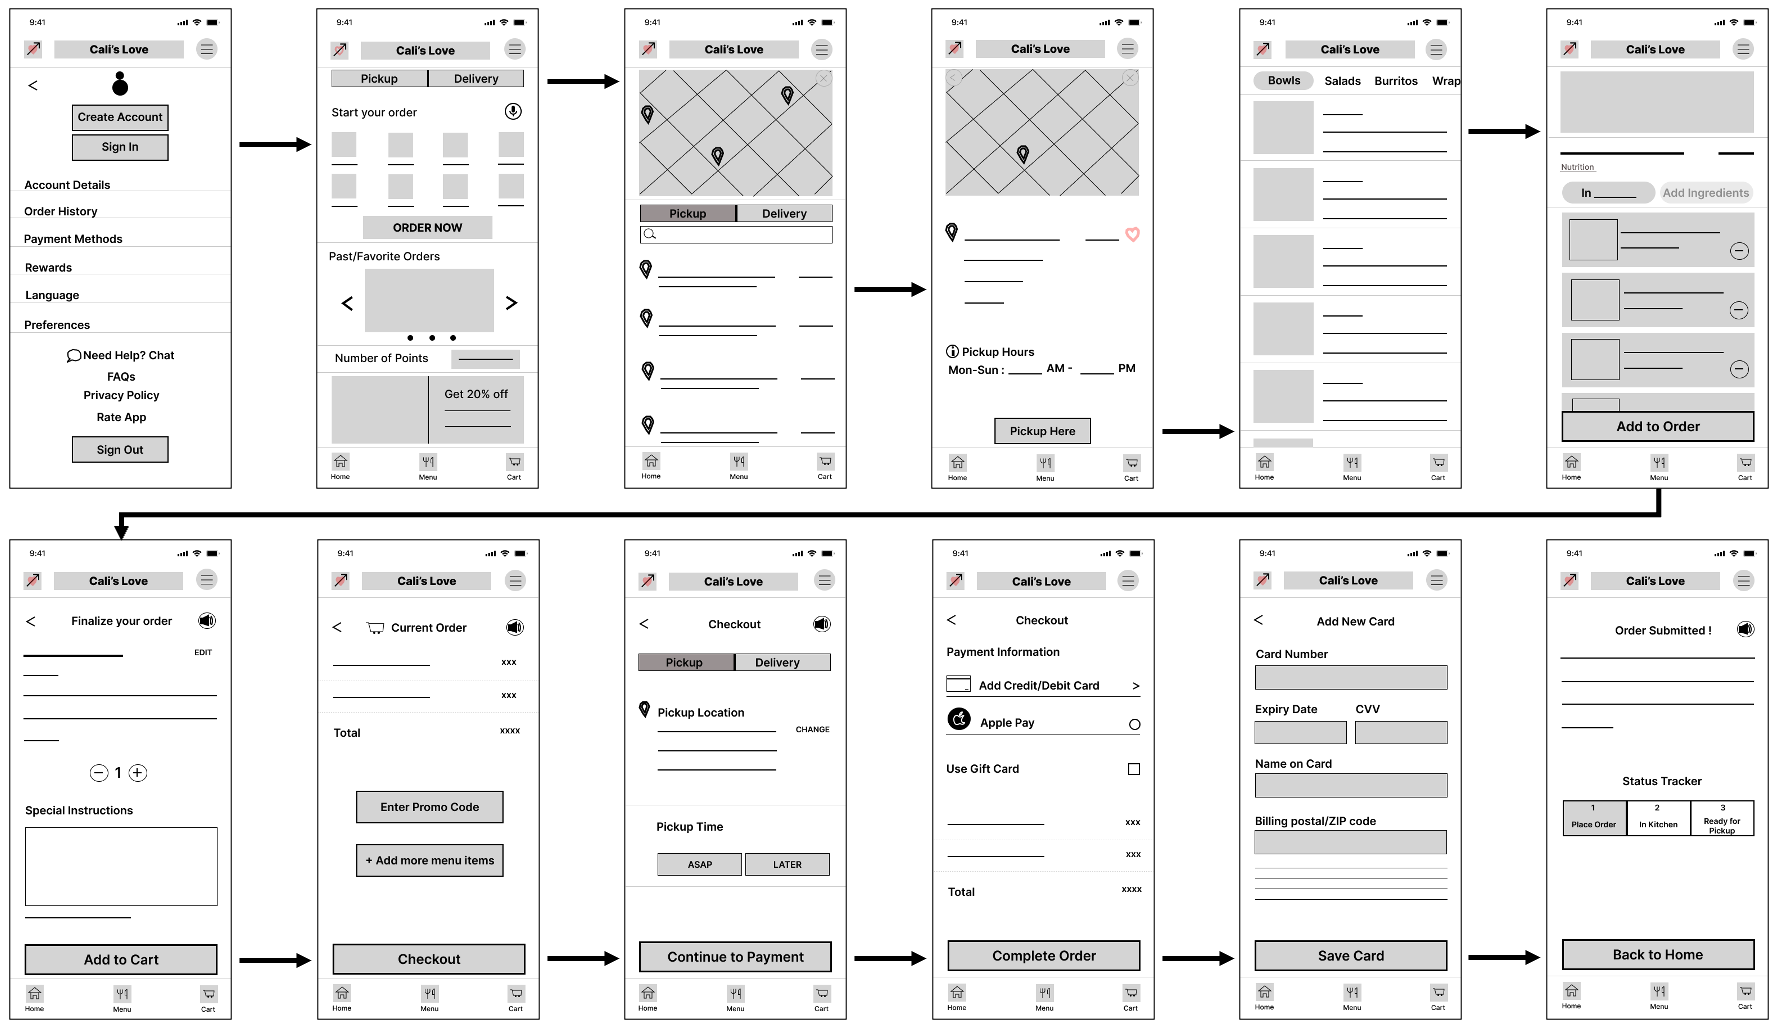 9:41
Cali's Love
<
Create Account
Sign In
Account Details
Order History
Payment Methods
Rewards
Language
Preferences
Need Help? Chat
FAQs
Privacy Policy
Rate App
Sign Out
9:41
Cali's Love
Pickup Delivery
Start your order
ORDER NOW
Past/Favorite Orders
< >
Number of Points
Get 20% off
Home Menu Cart
9:41
Cali's Love
Pickup Delivery
Home Menu Cart
9:41
Cali's Love
Pickup Hours
Mon-Sun : ____ AM - ____ PM
Pickup Here
Home Menu Cart
9:41
Cali's Love
Bowls Salads Burritos Wrap
Home Menu Cart
9:41
Cali's Love
Nutrition
In ______ Add Ingredients
Add to Order
Home Menu Cart
9:41
Cali's Love
< Finalize your order
EDIT
1
Special Instructions
Add to Cart
Home Menu Cart
9:41
Cali's Love
< Current Order
xxx
xxx
Total xxxx
Enter Promo Code
+ Add more menu items
Checkout
Home Menu Cart
9:41
Cali's Love
< Checkout
Pickup Delivery
Pickup Location
CHANGE
Pickup Time
ASAP LATER
Continue to Payment
Home Menu Cart
9:41
Cali's Love
< Checkout
Payment Information
Add Credit/Debit Card >
Apple Pay
Use Gift Card
xxx
xxx
Total xxxx
Complete Order
Home Menu Cart
9:41
Cali's Love
< Add New Card
Card Number
Expiry Date CVV
Name on Card
Billing postal/ZIP code
Save Card
Home Menu Cart
9:41
Cali's Love
Order Submitted !
Status Tracker
1 2 3
Place Order In Kitchen Ready for
Pickup
Back to Home
Home Menu Cart